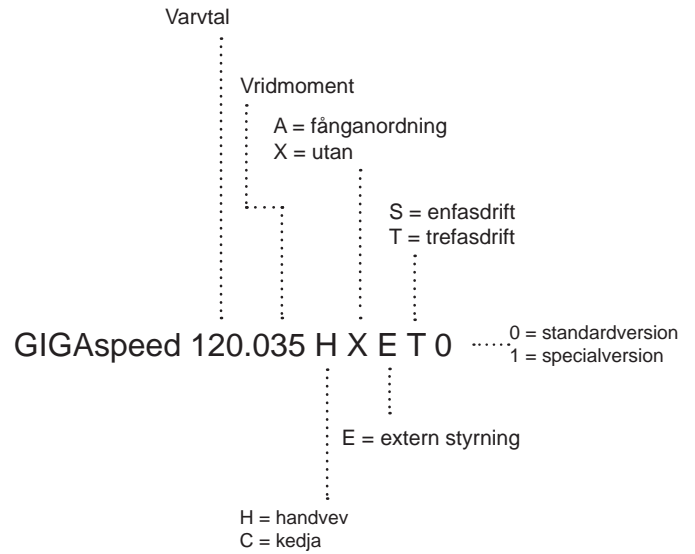 Varvtal
Vridmoment
A = fånganordning
X = utan
S = enfasdrift
T = trefasdrift
GIGAspeed 120.035 H X E T 0
0 = standardversion
1 = specialversion
E = extern styrning
H = handvev
C = kedja